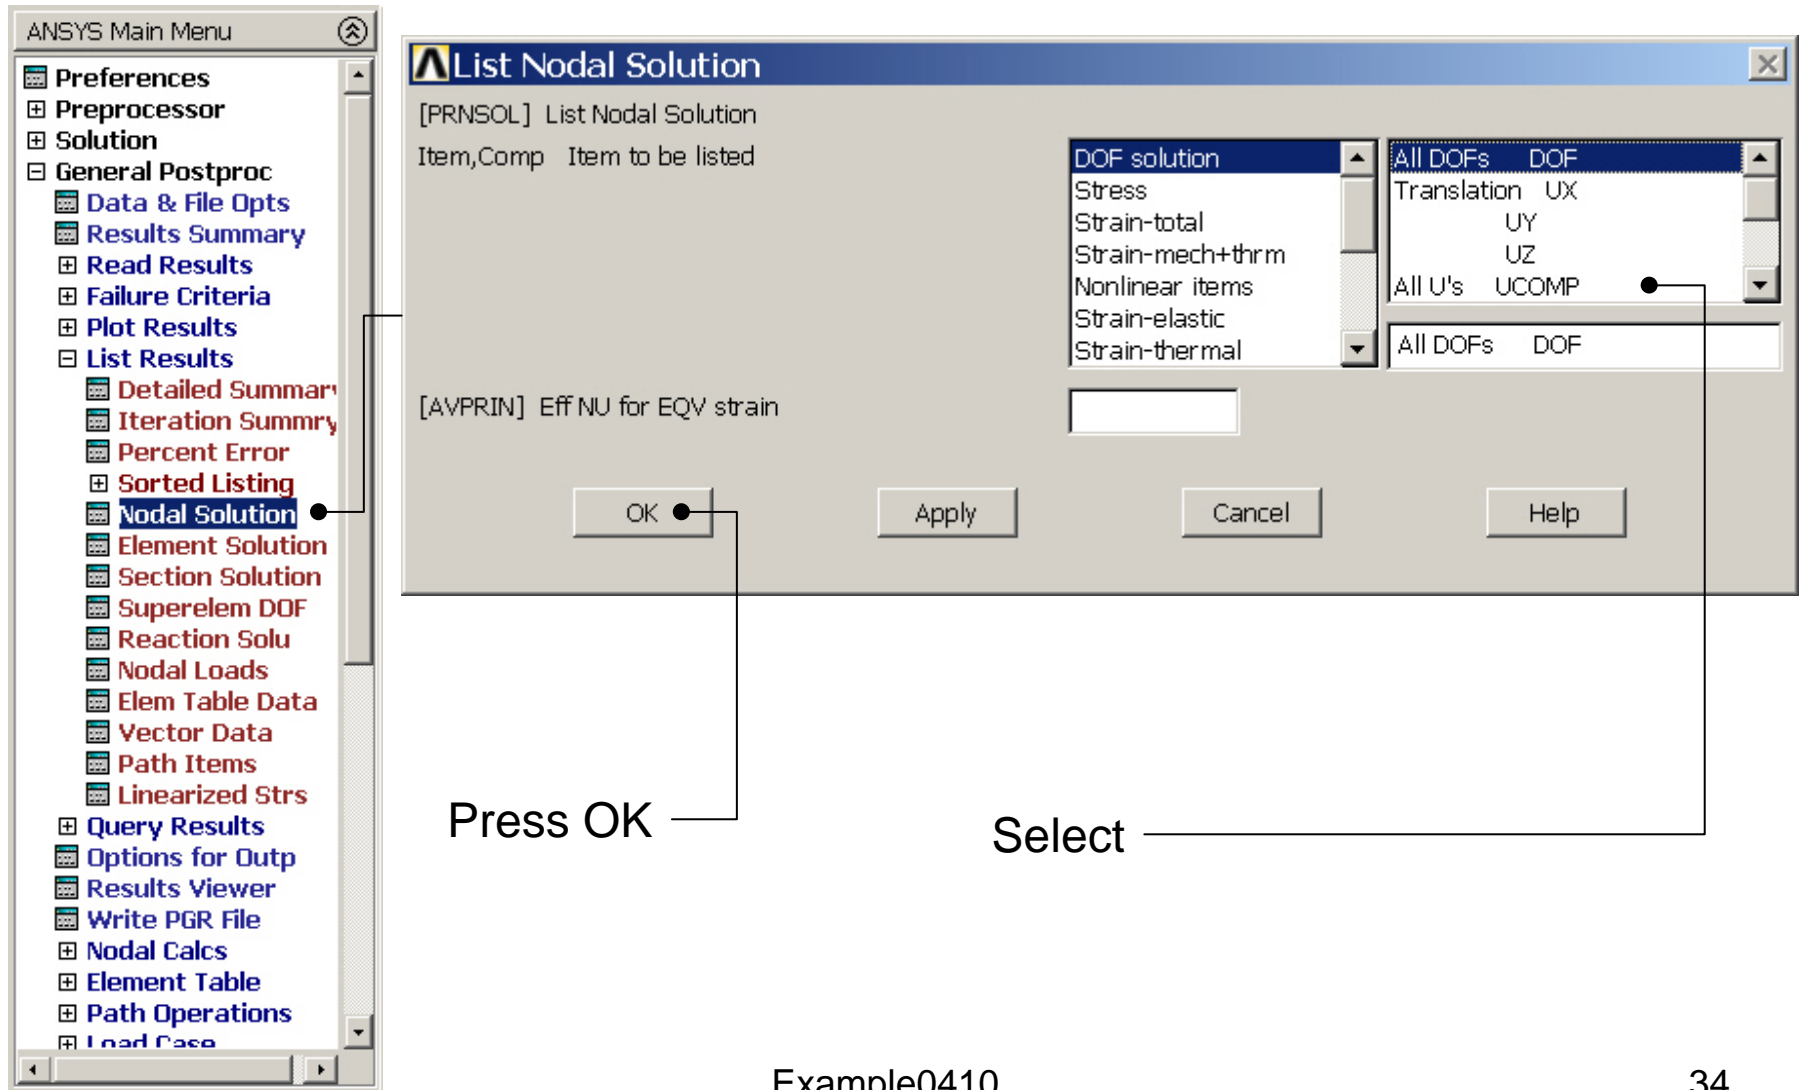 ANSYS Main Menu
Preferences
Preprocessor
Solution
General Postproc
Data & File Opts
Results Summary
Read Results
Failure Criteria
Plot Results
List Results
Detailed Summar
Iteration Summry
Percent Error
Sorted Listing
Nodal Solution
Element Solution
Section Solution
Superelem DOF
Reaction Solu
Nodal Loads
Elem Table Data
Vector Data
Path Items
Linearized Strs
Query Results
Options for Outp
Results Viewer
Write PGR File
Nodal Calcs
Element Table
Path Operations
Load Case
List Nodal Solution
[PRNSOL] List Nodal Solution
Item,Comp Item to be listed
DOF solution
Stress
Strain-total
Strain-mech+thrm
Nonlinear items
Strain-elastic
Strain-thermal
All DOFs DOF
Translation UX
UY
UZ
All U's UCOMP
All DOFs DOF
[AVPRIN] Eff NU for EQV strain
OK
Apply
Cancel
Help
Press OK
Select
Example0410
34